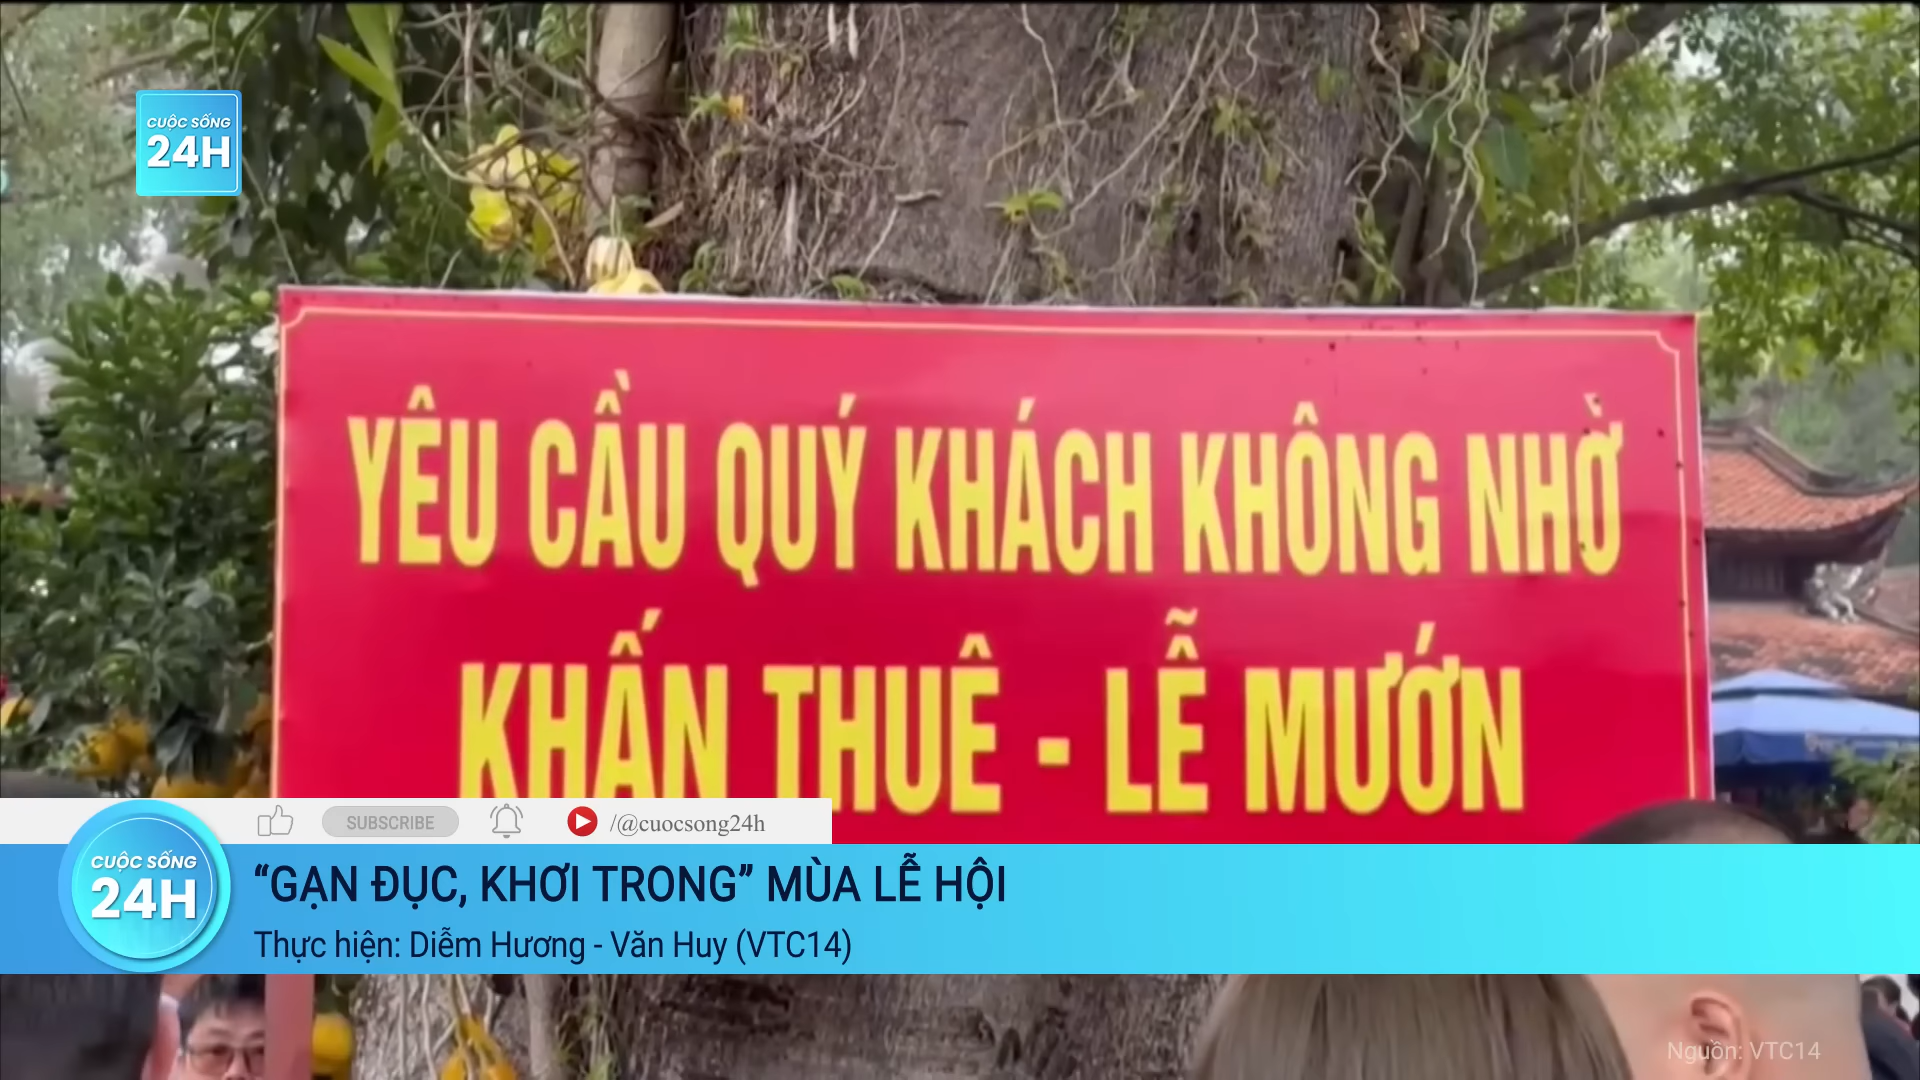 CUỘC SỐNG
24H
YÊU CẦU QUÝ KHÁCH KHÔNG NHỜ
KHẤN THUÊ - LỄ MƯỚN
SUBSCRIBE
/@cuocsong24h
CUỘC SỐNG
24H
“GẠN ĐỤC, KHƠI TRONG” MÙA LỄ HỘI
Thực hiện: Diễm Hương - Văn Huy (VTC14)
Nguồn: VTC14